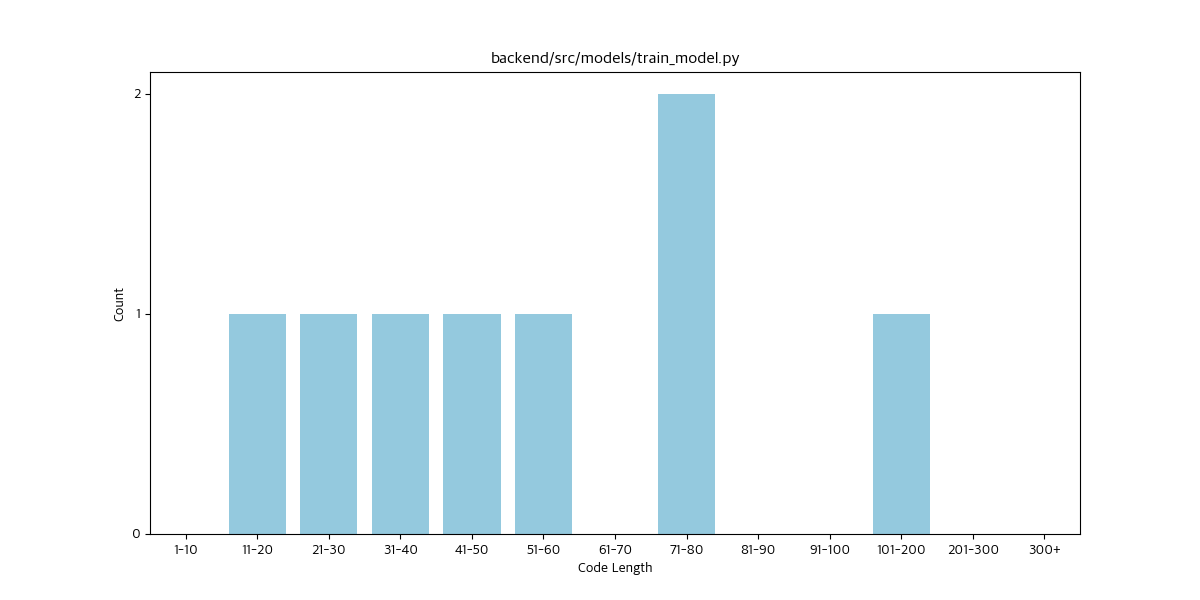 backend/src/models/train_model.py
2
1
0
Count
1-10 11-20 21-30 31-40 41-50 51-60 61-70 71-80 81-90 91-100 101-200 201-300 300+
Code Length